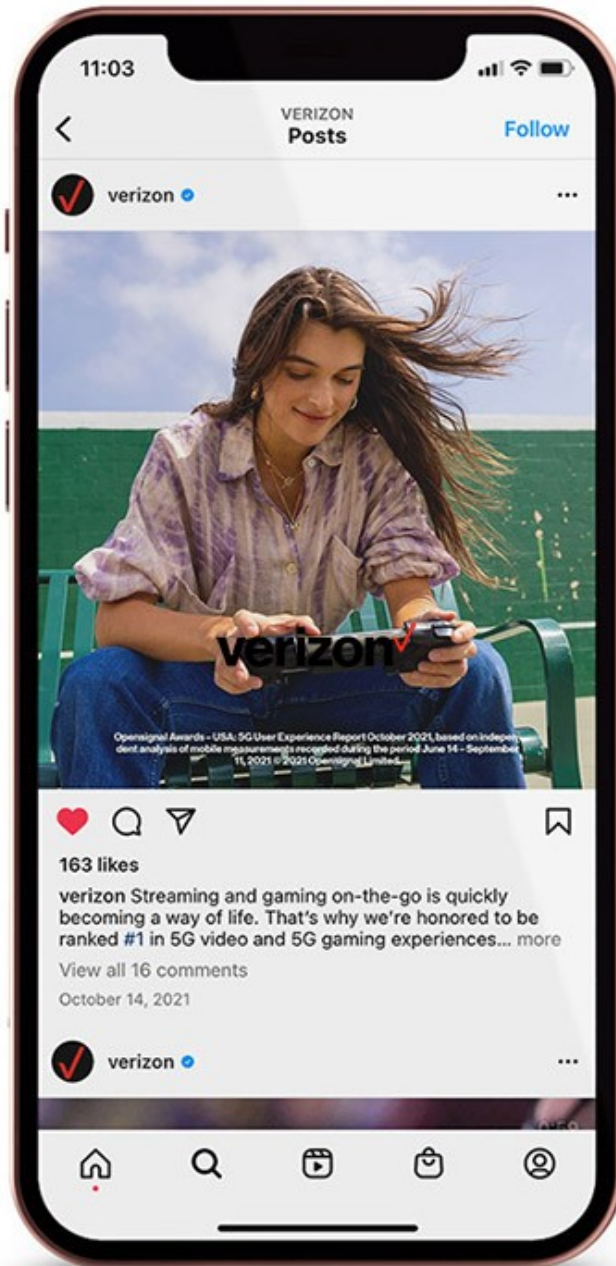 11:03
VERIZON
Posts
Follow
verizon
verizon
Opensignal Awards – USA: 5G User Experience Report October 2021, based on indepen
dent analysis of mobile measurements recorded during the period June 14 – September
11, 2021 © 2021 Opensignal Limited.
163 likes
verizon Streaming and gaming on-the-go is quickly
becoming a way of life. That's why we're honored to be
ranked #1 in 5G video and 5G gaming experiences... more
View all 16 comments
October 14, 2021
verizon
0:59